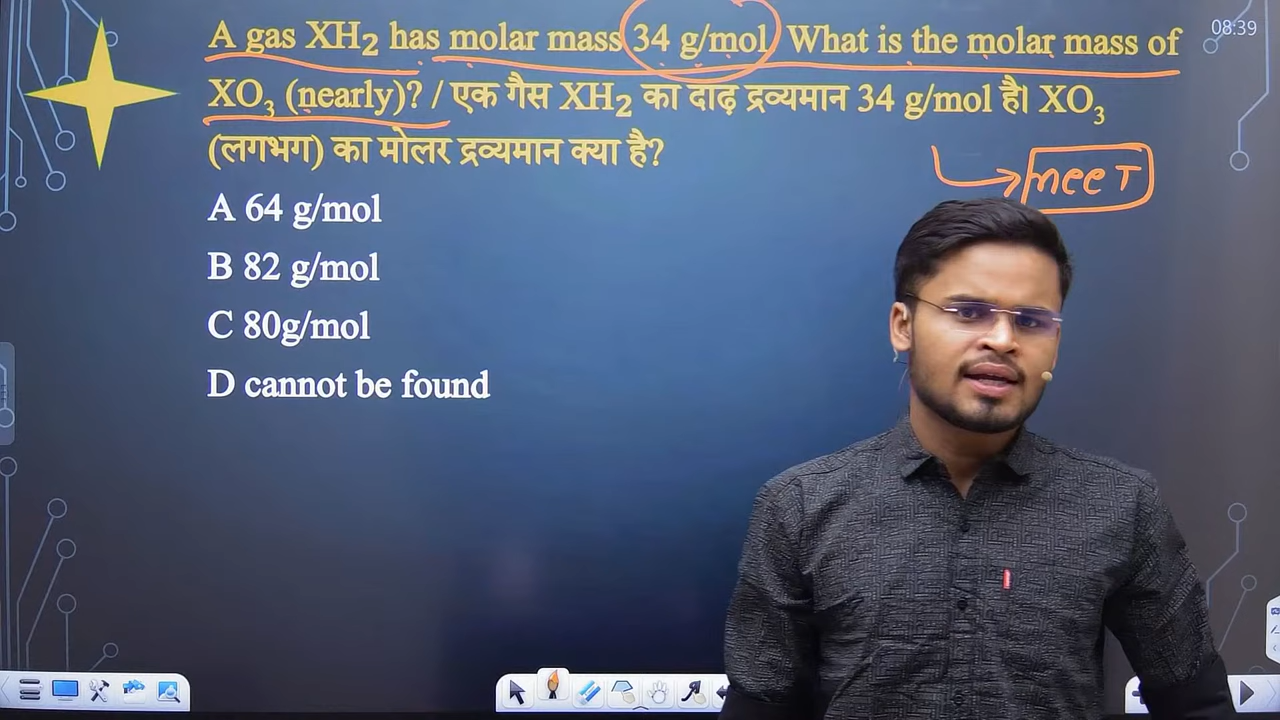 A gas XH₂ has molar mass 34 g/mol What is the molar mass of
08:39
XO₃ (nearly)? / एक गैस XH₂ का दाढ़ द्रव्यमान 34 g/mol है। XO₃
(लगभग) का मोलर द्रव्यमान क्या है?
A 64 g/mol
B 82 g/mol
C 80g/mol
D cannot be found